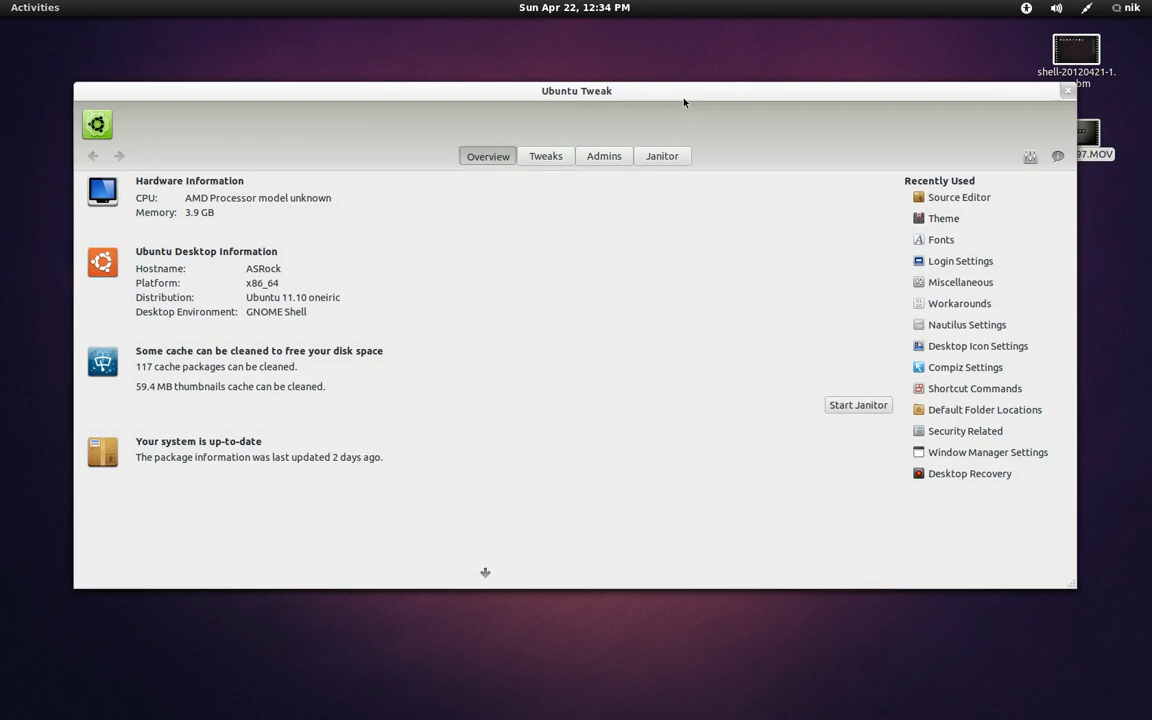 Activities
Sun Apr 22, 12:34 PM
nik
shell-20120421-1.
bm
97.MOV
Ubuntu Tweak
Overview
Tweaks
Admins
Janitor
Hardware Information
CPU: AMD Processor model unknown
Memory: 3.9 GB
Ubuntu Desktop Information
Hostname: ASRock
Platform: x86_64
Distribution: Ubuntu 11.10 oneiric
Desktop Environment: GNOME Shell
Some cache can be cleaned to free your disk space
117 cache packages can be cleaned.
59.4 MB thumbnails cache can be cleaned.
Start Janitor
Your system is up-to-date
The package information was last updated 2 days ago.
Recently Used
Source Editor
Theme
Fonts
Login Settings
Miscellaneous
Workarounds
Nautilus Settings
Desktop Icon Settings
Compiz Settings
Shortcut Commands
Default Folder Locations
Security Related
Window Manager Settings
Desktop Recovery